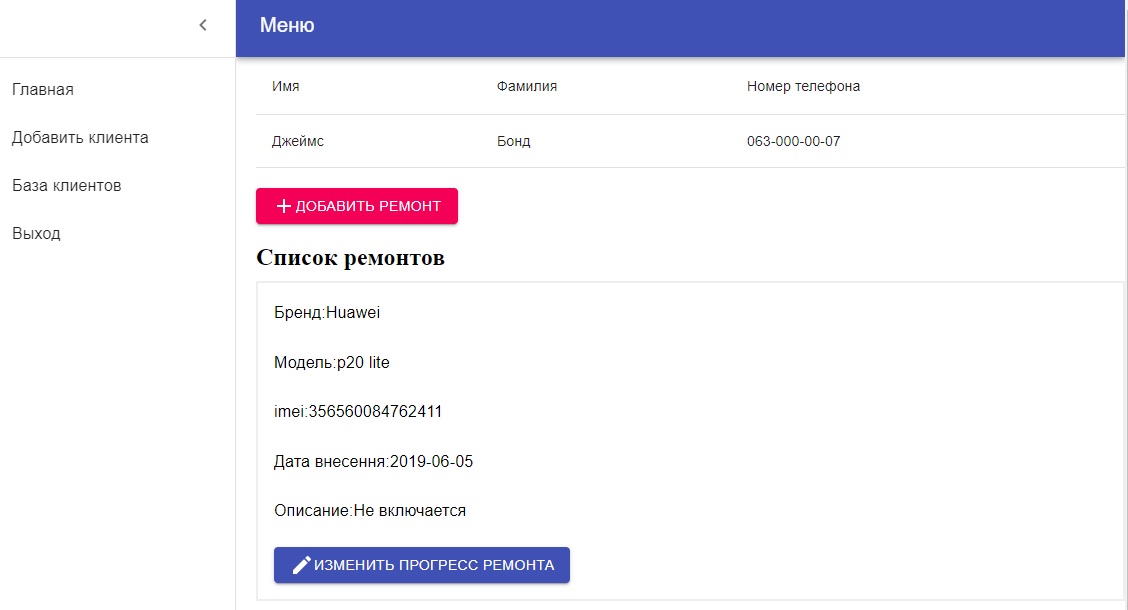 Меню
Главная
Добавить клиента
База клиентов
Выход
Имя Фамилия Номер телефона
Джеймс Бонд 063-000-00-07
ДОБАВИТЬ РЕМОНТ
Список ремонтов
Бренд:Huawei
Модель:p20 lite
imei:356560084762411
Дата внесення:2019-06-05
Описание:Не включается
ИЗМЕНИТЬ ПРОГРЕСС РЕМОНТА